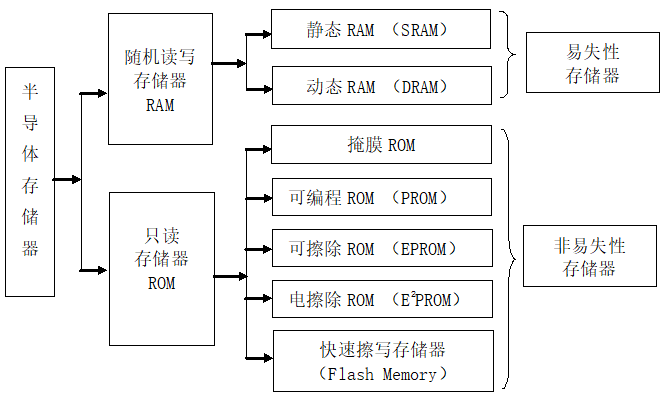 半导体存储器
随机读写
存储器
RAM
静态 RAM （SRAM）
动态 RAM （DRAM）
易失性
存储器
只读
存储器
ROM
掩膜 ROM
可编程 ROM （PROM）
可擦除 ROM （EPROM）
电擦除 ROM （E²PROM）
快速擦写存储器
（Flash Memory）
非易失性
存储器